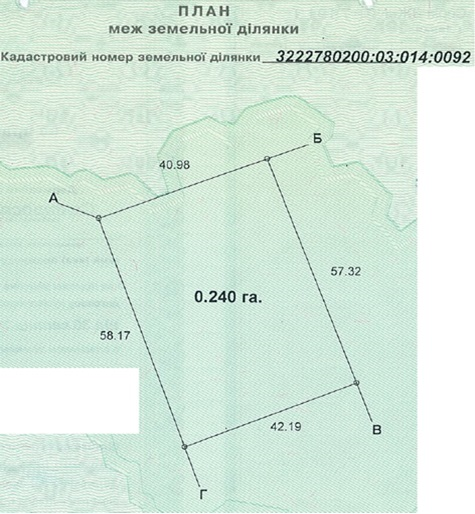 ПЛАН
меж земельної ділянки
Кадастровий номер земельної ділянки 3222780200:03:014:0092
Б
40.98
А
57.32
0.240 га.
58.17
42.19
В
Г